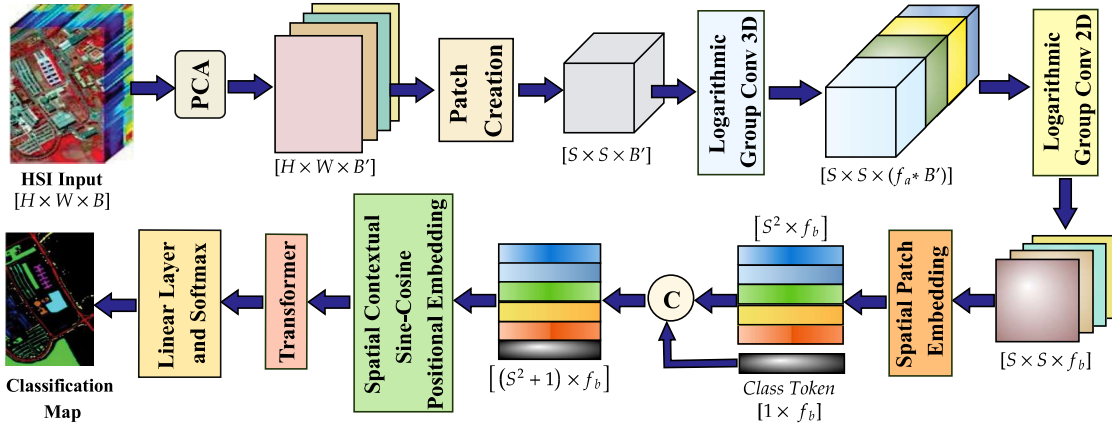 HSI Input
[H × W × B]
PCA
[H × W × B′]
Patch
Creation
[S × S × B′]
Logarithmic
Group Conv 3D
[S × S × (fₐ* B′)]
Logarithmic
Group Conv 2D
[S × S × f_b]
Spatial Patch
Embedding
[S² × f_b]
Class Token
[1 × f_b]
C
[(S² + 1) × f_b]
Spatial Contextual
Sine-Cosine
Positional Embedding
Transformer
Linear Layer
and Softmax
Classification
Map